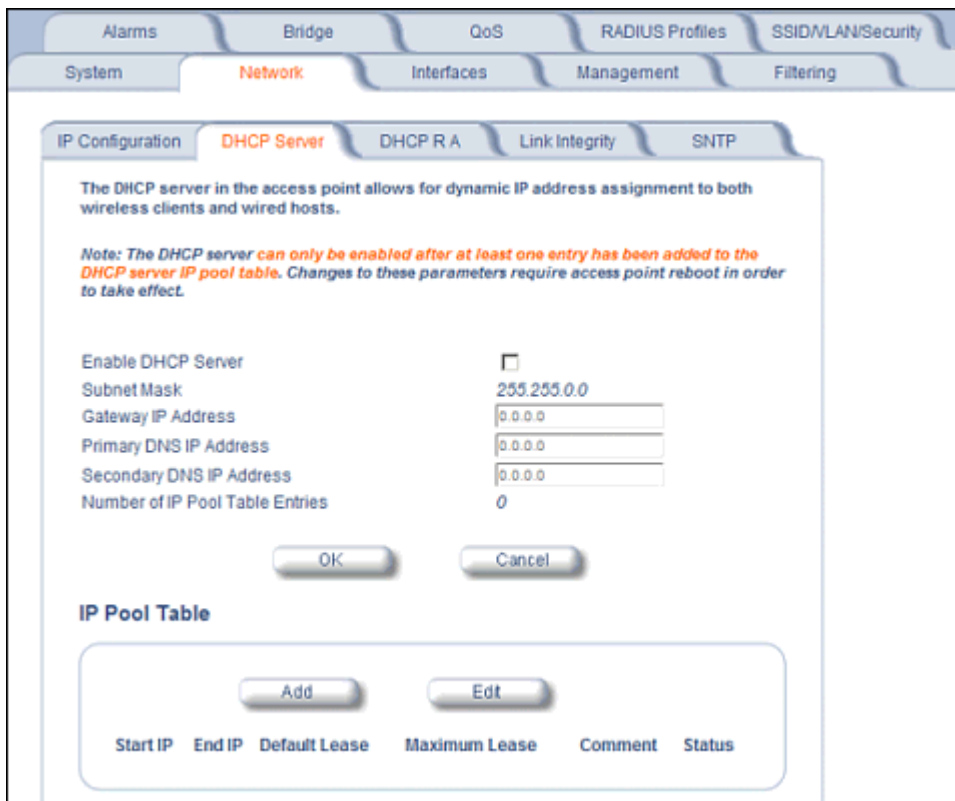 Alarms Bridge QoS RADIUS Profiles SSID/VLAN/Security
System Network Interfaces Management Filtering
IP Configuration DHCP Server DHCP R A Link Integrity SNTP
The DHCP server in the access point allows for dynamic IP address assignment to both
wireless clients and wired hosts.
Note: The DHCP server can only be enabled after at least one entry has been added to the
DHCP server IP pool table. Changes to these parameters require access point reboot in order
to take effect.
Enable DHCP Server
Subnet Mask 255.255.0.0
Gateway IP Address 0.0.0.0
Primary DNS IP Address 0.0.0.0
Secondary DNS IP Address 0.0.0.0
Number of IP Pool Table Entries 0
OK Cancel
IP Pool Table
Add Edit
Start IP End IP Default Lease Maximum Lease Comment Status